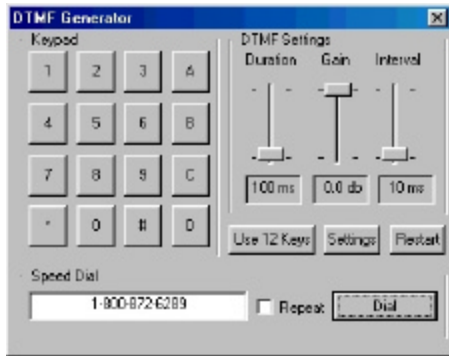 DTMF Generator
Keypad
1 2 3 A
4 5 6 B
7 8 9 C
* 0 # D
DTMF Settings
Duration Gain Interval
100 ms 0.0 db 10 ms
Use 12 Keys Settings Restart
Speed Dial
1-800-872-6289
Repeat Dial